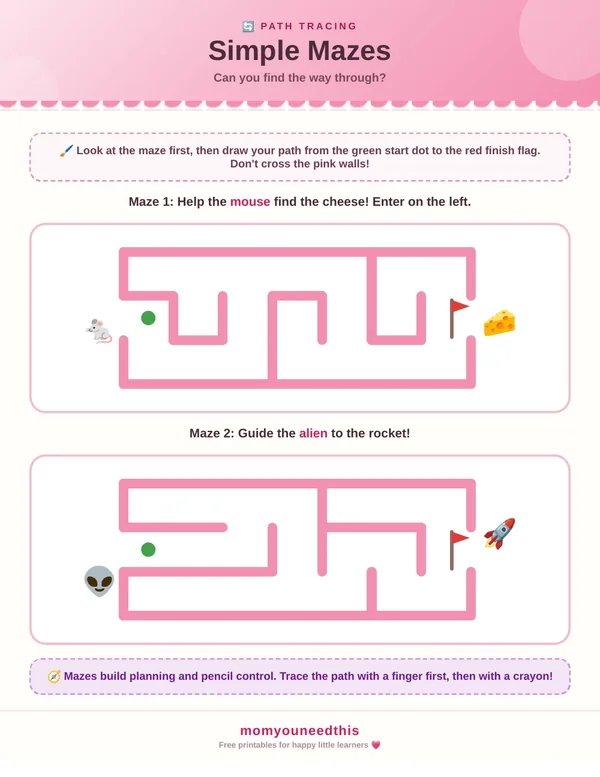 PATH TRACING
Simple Mazes
Can you find the way through?
Look at the maze first, then draw your path from the green start dot to the red finish flag.
Don't cross the pink walls!
Maze 1: Help the mouse find the cheese! Enter on the left.
Maze 2: Guide the alien to the rocket!
Mazes build planning and pencil control. Trace the path with a finger first, then with a crayon!
momyouneedthis
Free printables for happy little learners